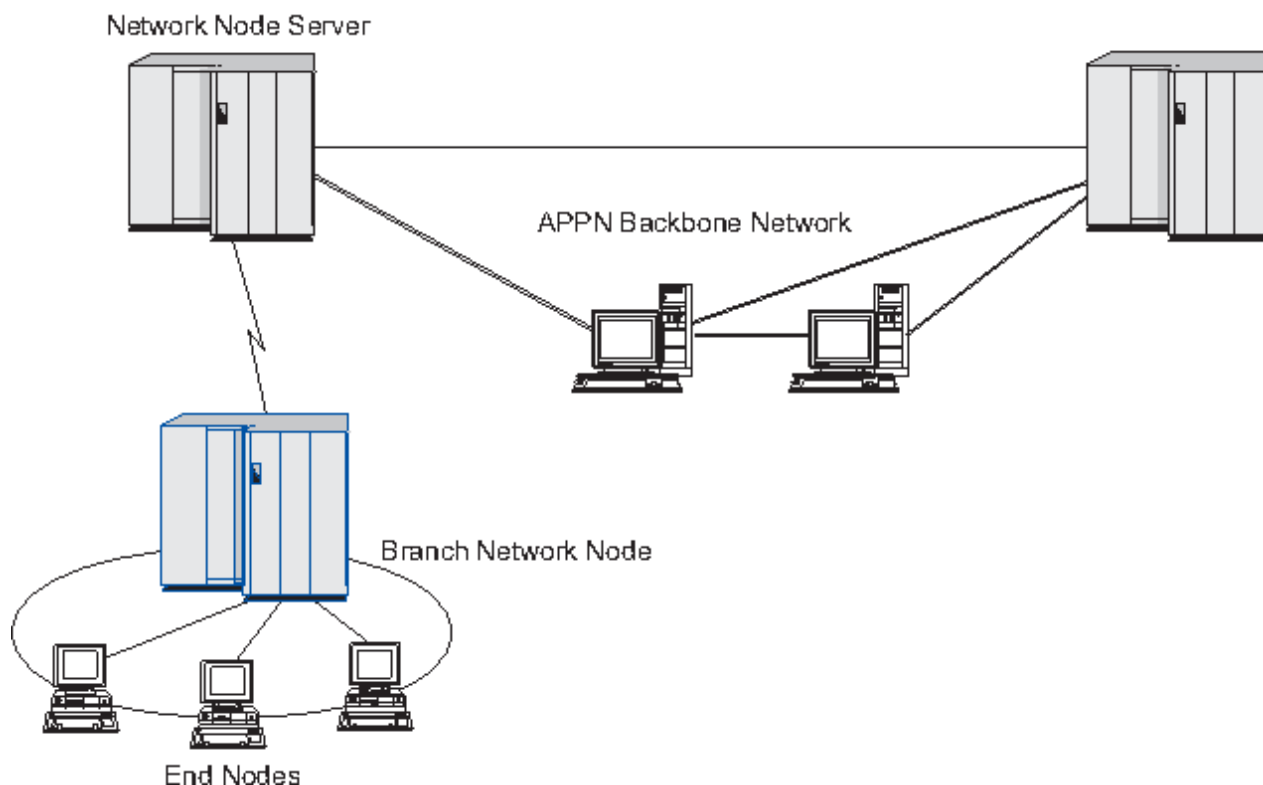 Network Node Server
APPN Backbone Network
Branch Network Node
End Nodes